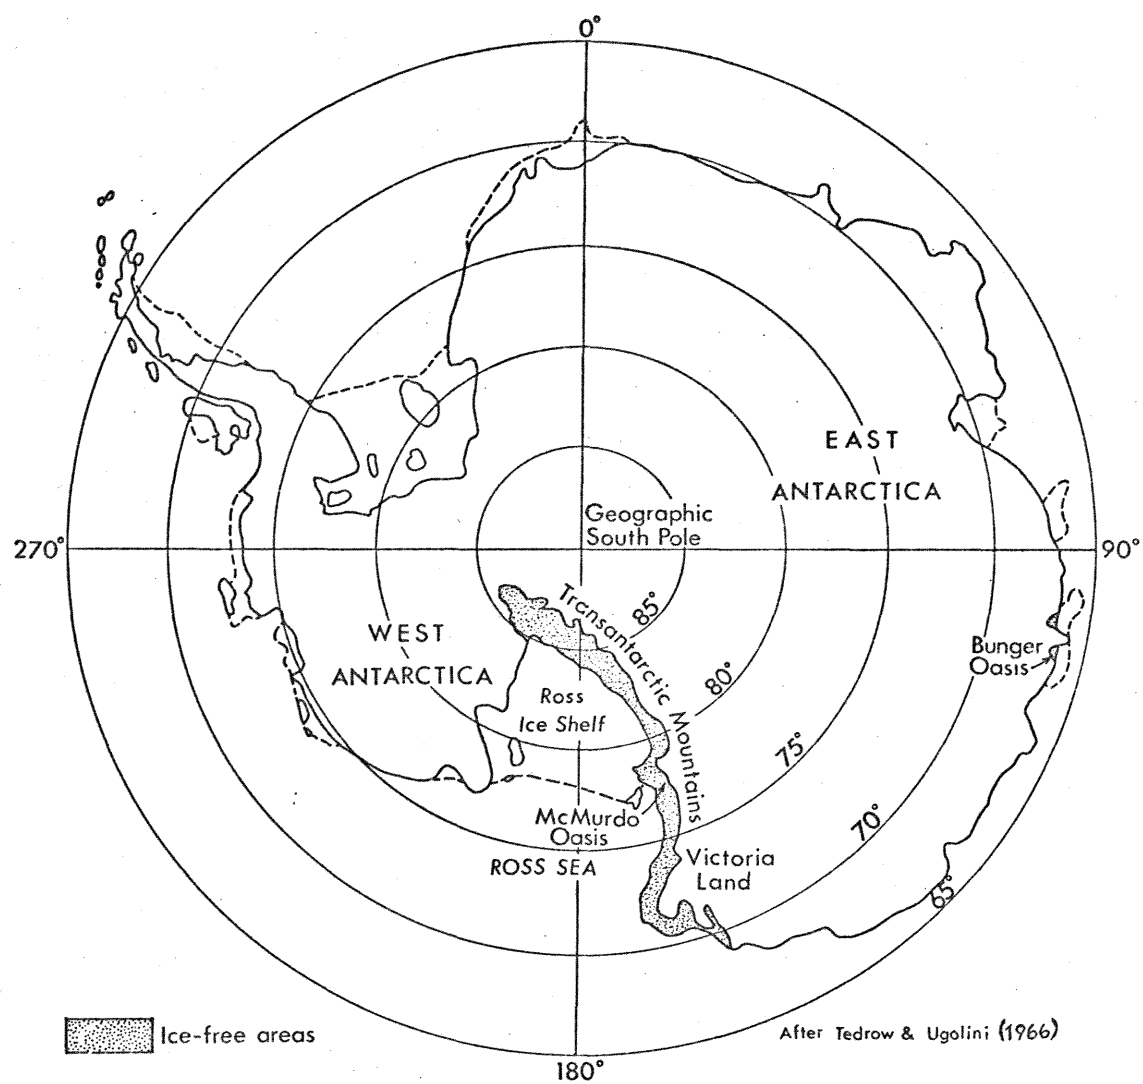 0°
EAST
ANTARCTICA
Geographic
South Pole
270°
90°
Transantarctic Mountains
85°
WEST
ANTARCTICA
Bunger
Oasis
80°
Ross
Ice Shelf
75°
McMurdo
Oasis
70°
ROSS SEA
Victoria
Land
65°
Ice-free areas
After Tedrow & Ugolini (1966)
180°